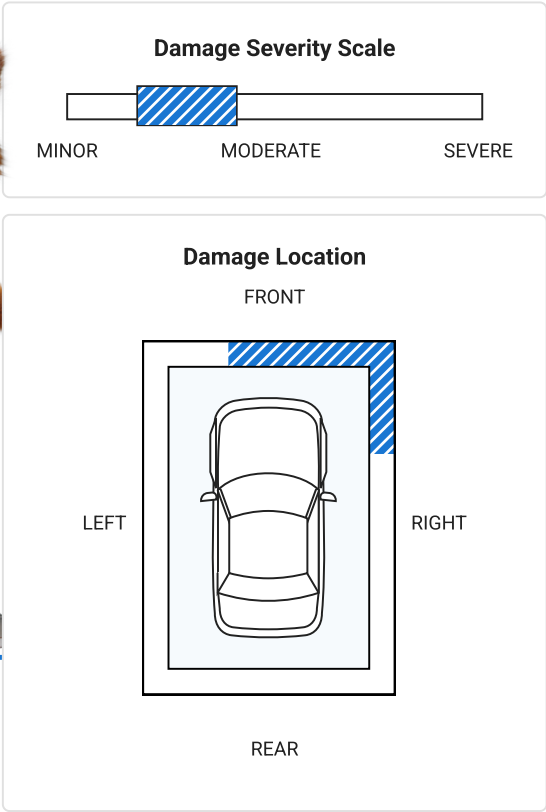 Damage Severity Scale
MINOR MODERATE SEVERE
Damage Location
FRONT
LEFT RIGHT
REAR